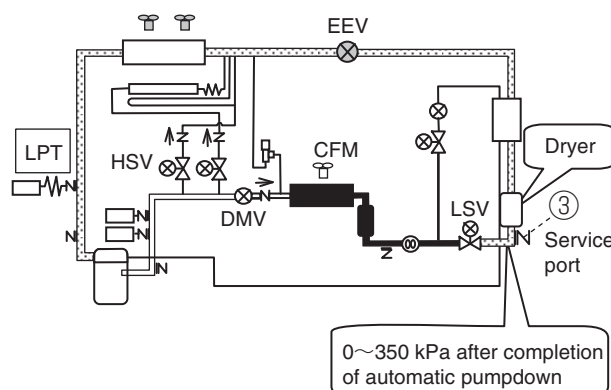 EEV
LPT
HSV
CFM
Dryer
DMV
LSV
③
Service
port
0～350 kPa after completion
of automatic pumpdown